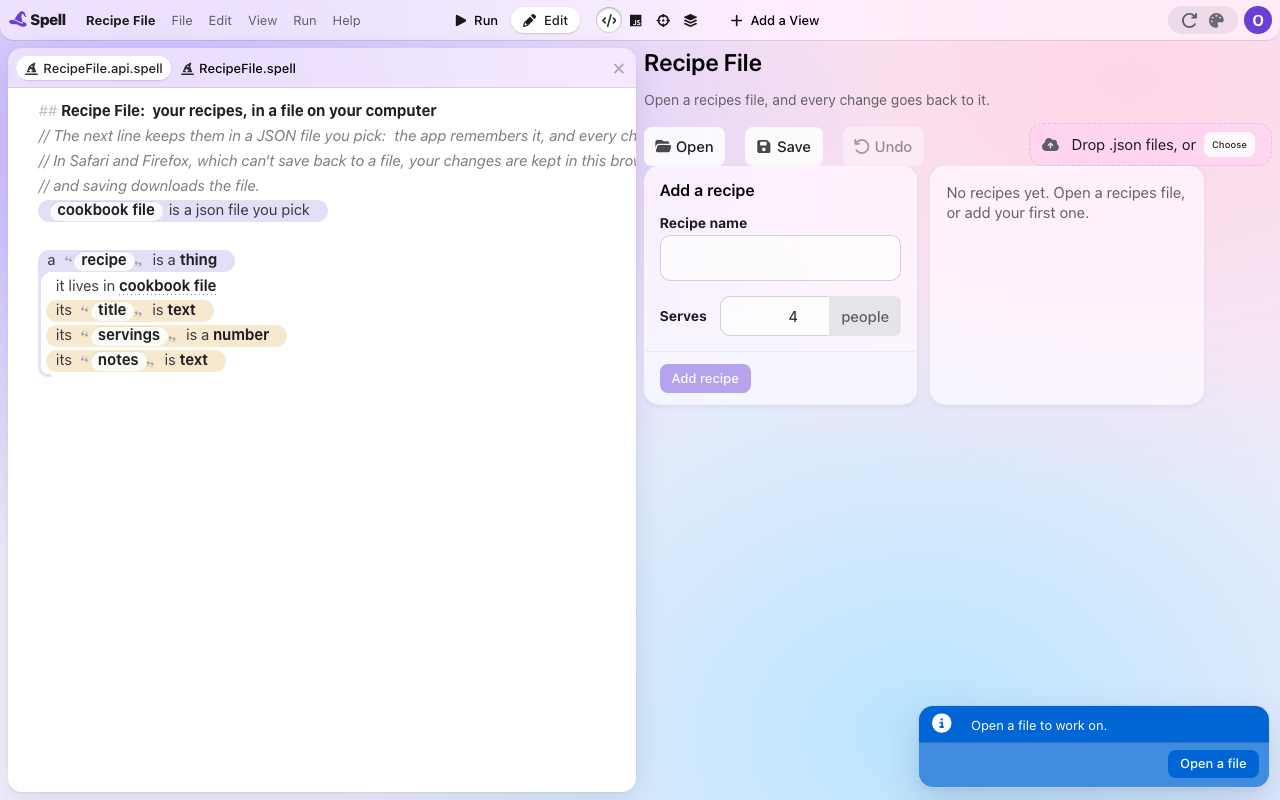 Spell Recipe File File Edit View Run Help Run Edit JS Add a View O
RecipeFile.api.spell RecipeFile.spell
## Recipe File: your recipes, in a file on your computer
// The next line keeps them in a JSON file you pick: the app remembers it, and every ch
// In Safari and Firefox, which can't save back to a file, your changes are kept in this brow
// and saving downloads the file.
cookbook file is a json file you pick
a “ recipe ” is a thing
it lives in cookbook file
its “ title ” is text
its “ servings ” is a number
its “ notes ” is text
Recipe File
Open a recipes file, and every change goes back to it.
Open Save Undo Drop .json files, or Choose
Add a recipe
Recipe name
Serves 4 people
Add recipe
No recipes yet. Open a recipes file,
or add your first one.
Open a file to work on.
Open a file